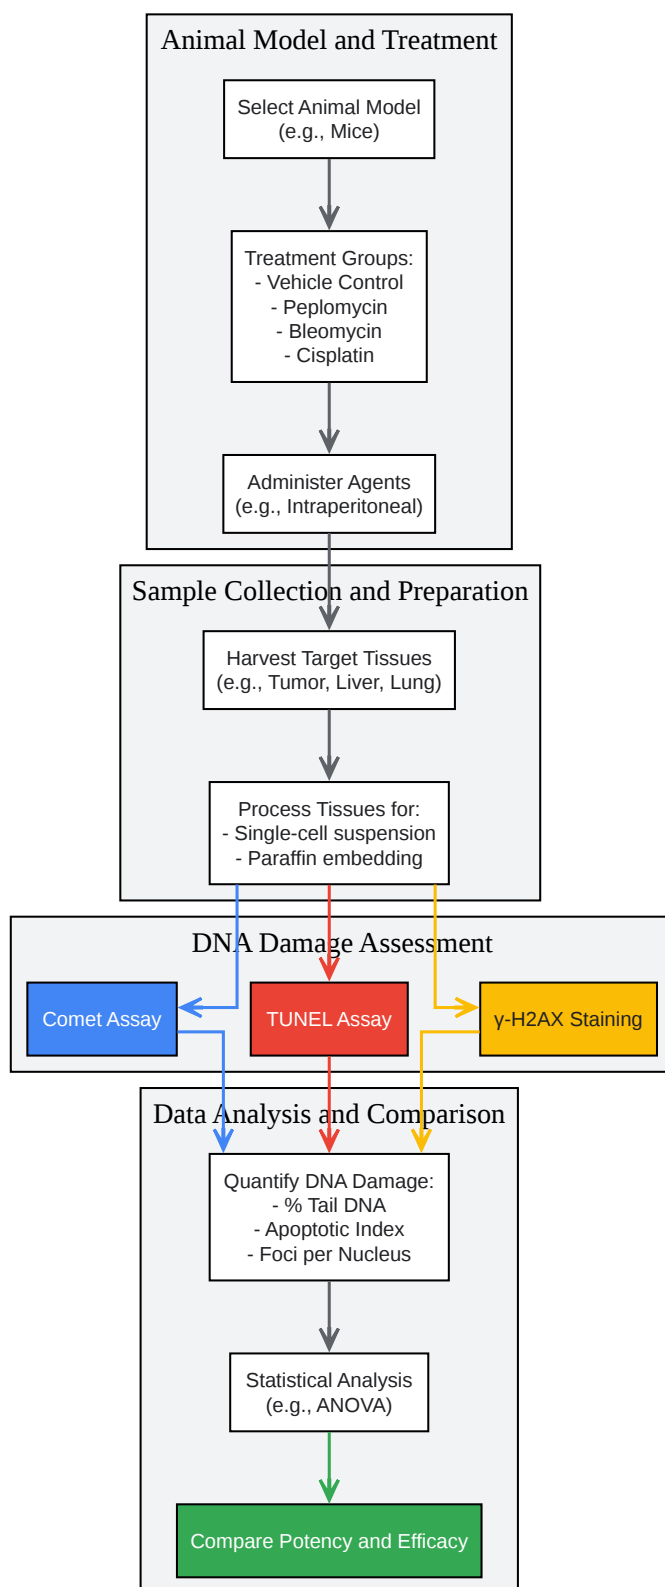 Animal Model and Treatment
Select Animal Model
(e.g., Mice)
Treatment Groups:
- Vehicle Control
- Peplomycin
- Bleomycin
- Cisplatin
Administer Agents
(e.g., Intraperitoneal)
Sample Collection and Preparation
Harvest Target Tissues
(e.g., Tumor, Liver, Lung)
Process Tissues for:
- Single-cell suspension
- Paraffin embedding
DNA Damage Assessment
Comet Assay
TUNEL Assay
γ-H2AX Staining
Data Analysis and Comparison
Quantify DNA Damage:
- % Tail DNA
- Apoptotic Index
- Foci per Nucleus
Statistical Analysis
(e.g., ANOVA)
Compare Potency and Efficacy